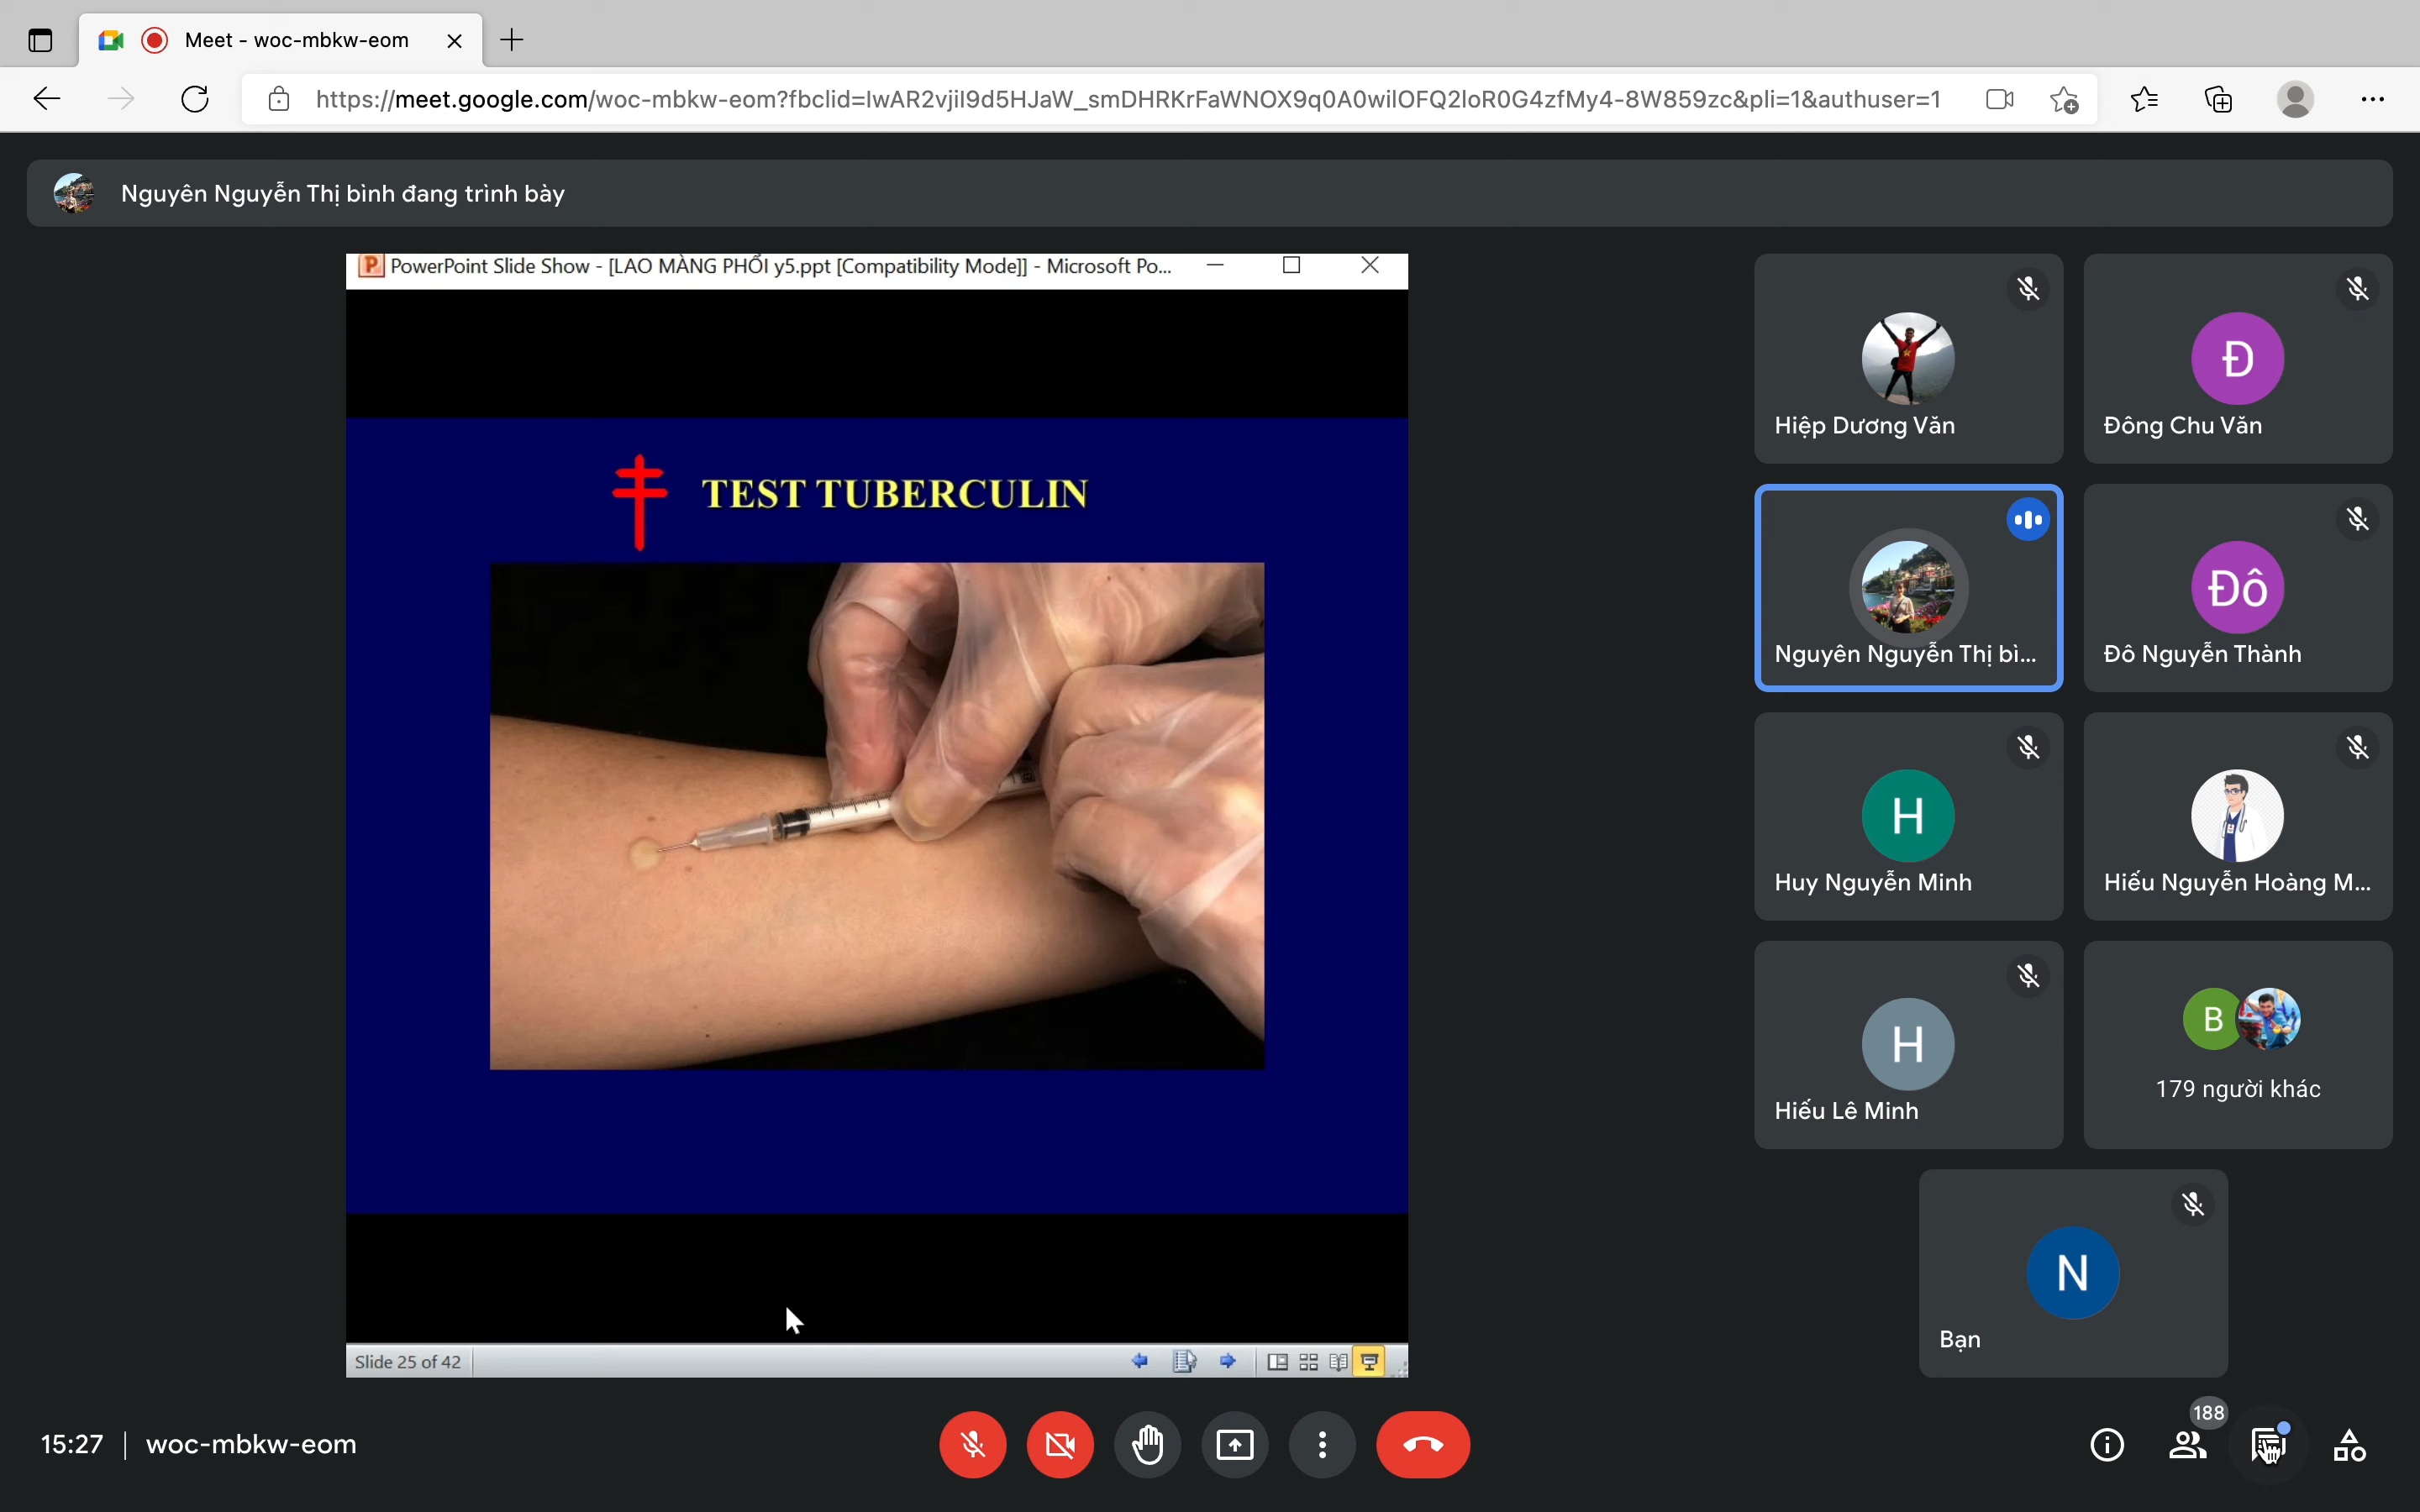 Meet - woc-mbkw-eom
https://meet.google.com/woc-mbkw-eom?fbclid=IwAR2vjiI9d5HJaW_smDHRKrFaWNOX9q0A0wilOFQ2loR0G4zfMy4-8W859zc&pli=1&authuser=1
Nguyên Nguyễn Thị bình đang trình bày
PowerPoint Slide Show - [LAO MÀNG PHỔI y5.ppt [Compatibility Mode]] - Microsoft Po...
TEST TUBERCULIN
Slide 25 of 42
Hiệp Dương Văn
Đ
Đông Chu Văn
Nguyên Nguyễn Thị bì...
Đô
Đô Nguyễn Thành
H
Huy Nguyễn Minh
Hiếu Nguyễn Hoàng M...
H
Hiếu Lê Minh
B
179 người khác
N
Bạn
15:27 | woc-mbkw-eom
188